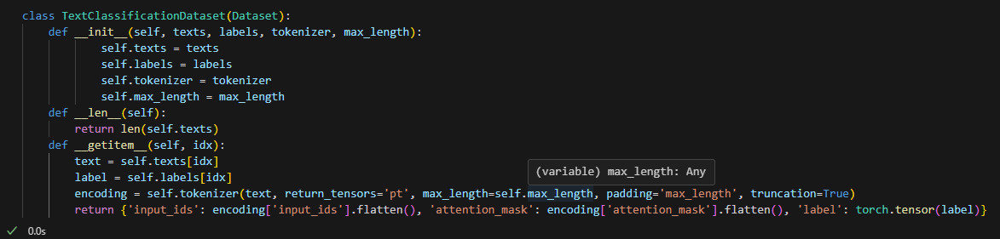 class TextClassificationDataset(Dataset):
    def __init__(self, texts, labels, tokenizer, max_length):
            self.texts = texts
            self.labels = labels
            self.tokenizer = tokenizer
            self.max_length = max_length
    def __len__(self):
        return len(self.texts)
    def __getitem__(self, idx):
        text = self.texts[idx]
        label = self.labels[idx]
(variable) max_length: Any
        encoding = self.tokenizer(text, return_tensors='pt', max_length=self.max_length, padding='max_length', truncation=True)
        return {'input_ids': encoding['input_ids'].flatten(), 'attention_mask': encoding['attention_mask'].flatten(), 'label': torch.tensor(label)}
✓ 0.0s